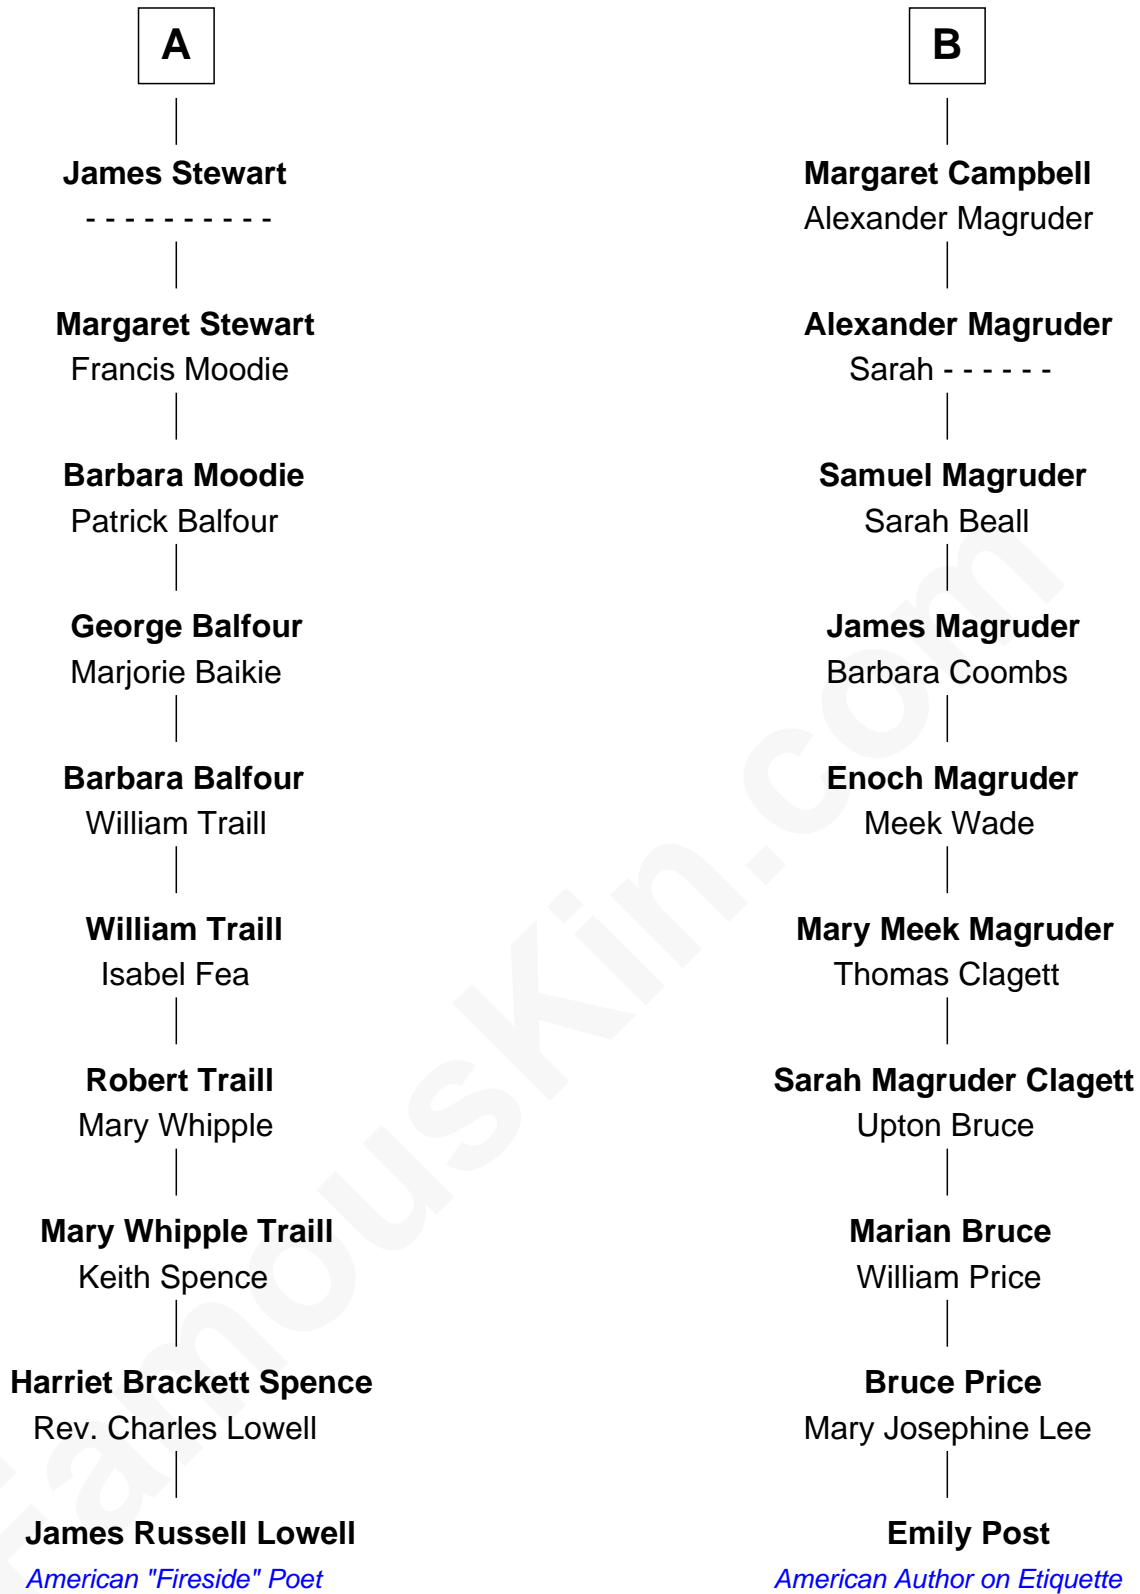 A
James Stewart
- - - - - - - - - -
Margaret Stewart
Francis Moodie
Barbara Moodie
Patrick Balfour
George Balfour
Marjorie Baikie
Barbara Balfour
William Traill
William Traill
Isabel Fea
Robert Traill
Mary Whipple
Mary Whipple Traill
Keith Spence
Harriet Brackett Spence
Rev. Charles Lowell
James Russell Lowell
American "Fireside" Poet
B
Margaret Campbell
Alexander Magruder
Alexander Magruder
Sarah - - - - - -
Samuel Magruder
Sarah Beall
James Magruder
Barbara Coombs
Enoch Magruder
Meek Wade
Mary Meek Magruder
Thomas Clagett
Sarah Magruder Clagett
Upton Bruce
Marian Bruce
William Price
Bruce Price
Mary Josephine Lee
Emily Post
American Author on Etiquette
FamousKin.com